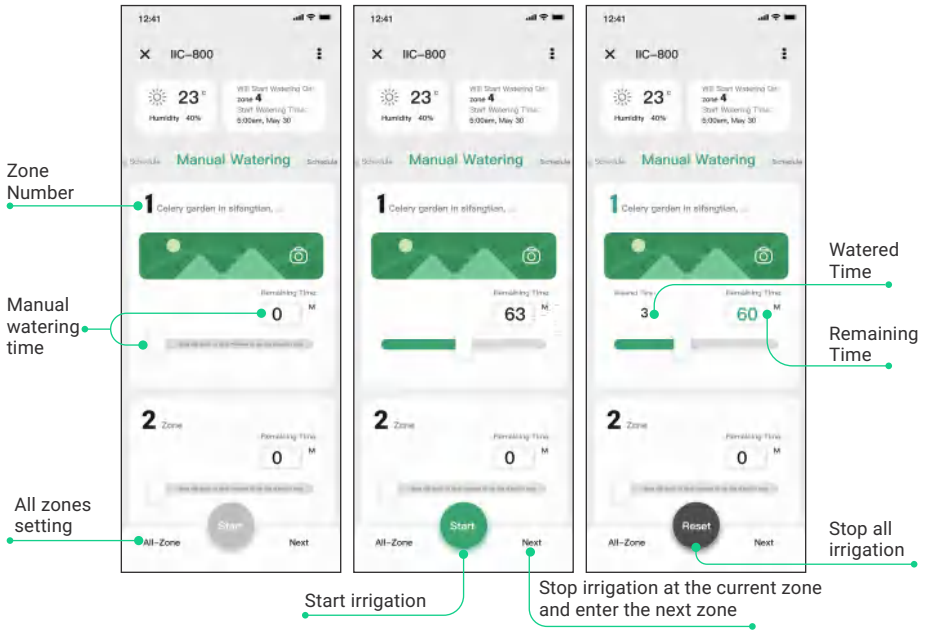 12:41
IIC-800
23°
Humidity 40%
Will Start Watering On:
zone 4
Start Watering Time:
5:00am, May 30
Schedule
Manual Watering
Schedule
1 Celery garden in sifangtian, ...
Remaining Time
0 M
2 Zone
Remaining Time
0 M
Start
All-Zone
Next
12:41
IIC-800
23°
Humidity 40%
Will Start Watering On:
zone 4
Start Watering Time:
5:00am, May 30
Schedule
Manual Watering
Schedule
1 Celery garden in sifangtian, ...
Remaining Time
63 M
2 Zone
Remaining Time
0 M
Start
All-Zone
Next
12:41
IIC-800
23°
Humidity 40%
Will Start Watering On:
zone 4
Start Watering Time:
5:00am, May 30
Schedule
Manual Watering
Schedule
1 Celery garden in sifangtian, ...
Watered Time
Remaining Time
3
60 M
2 Zone
Remaining Time
0 M
Reset
All-Zone
Next
Zone
Number
Manual
watering
time
All zones
setting
Start irrigation
Stop irrigation at the current zone
and enter the next zone
Watered
Time
Remaining
Time
Stop all
irrigation